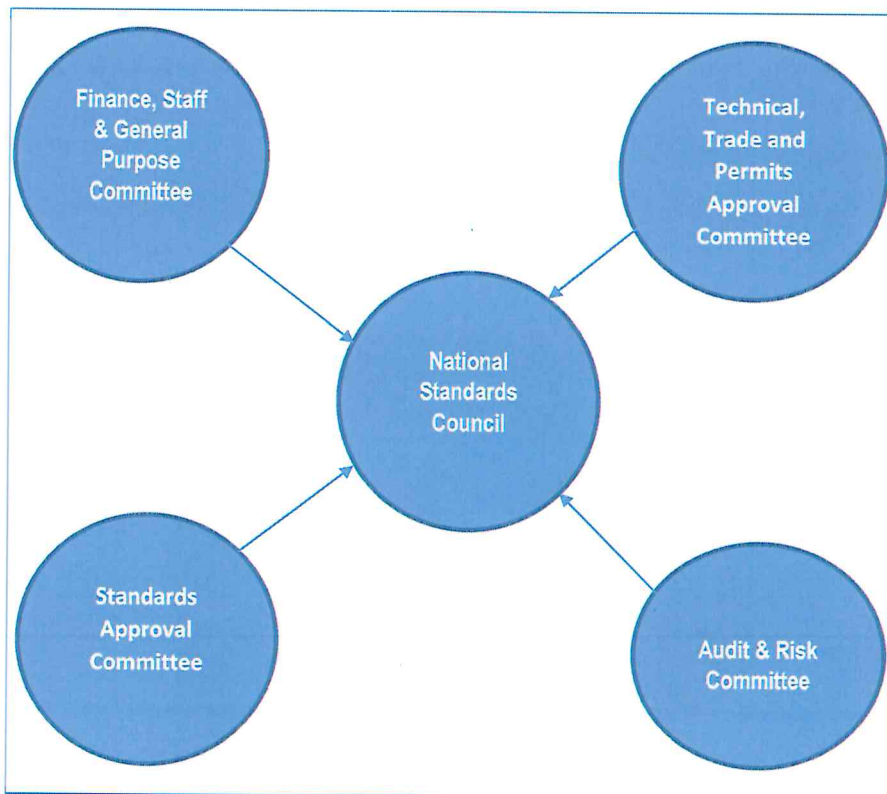 Finance, Staff
& General
Purpose
Committee
Technical,
Trade and
Permits
Approval
Committee
National
Standards
Council
Standards
Approval
Committee
Audit & Risk
Committee